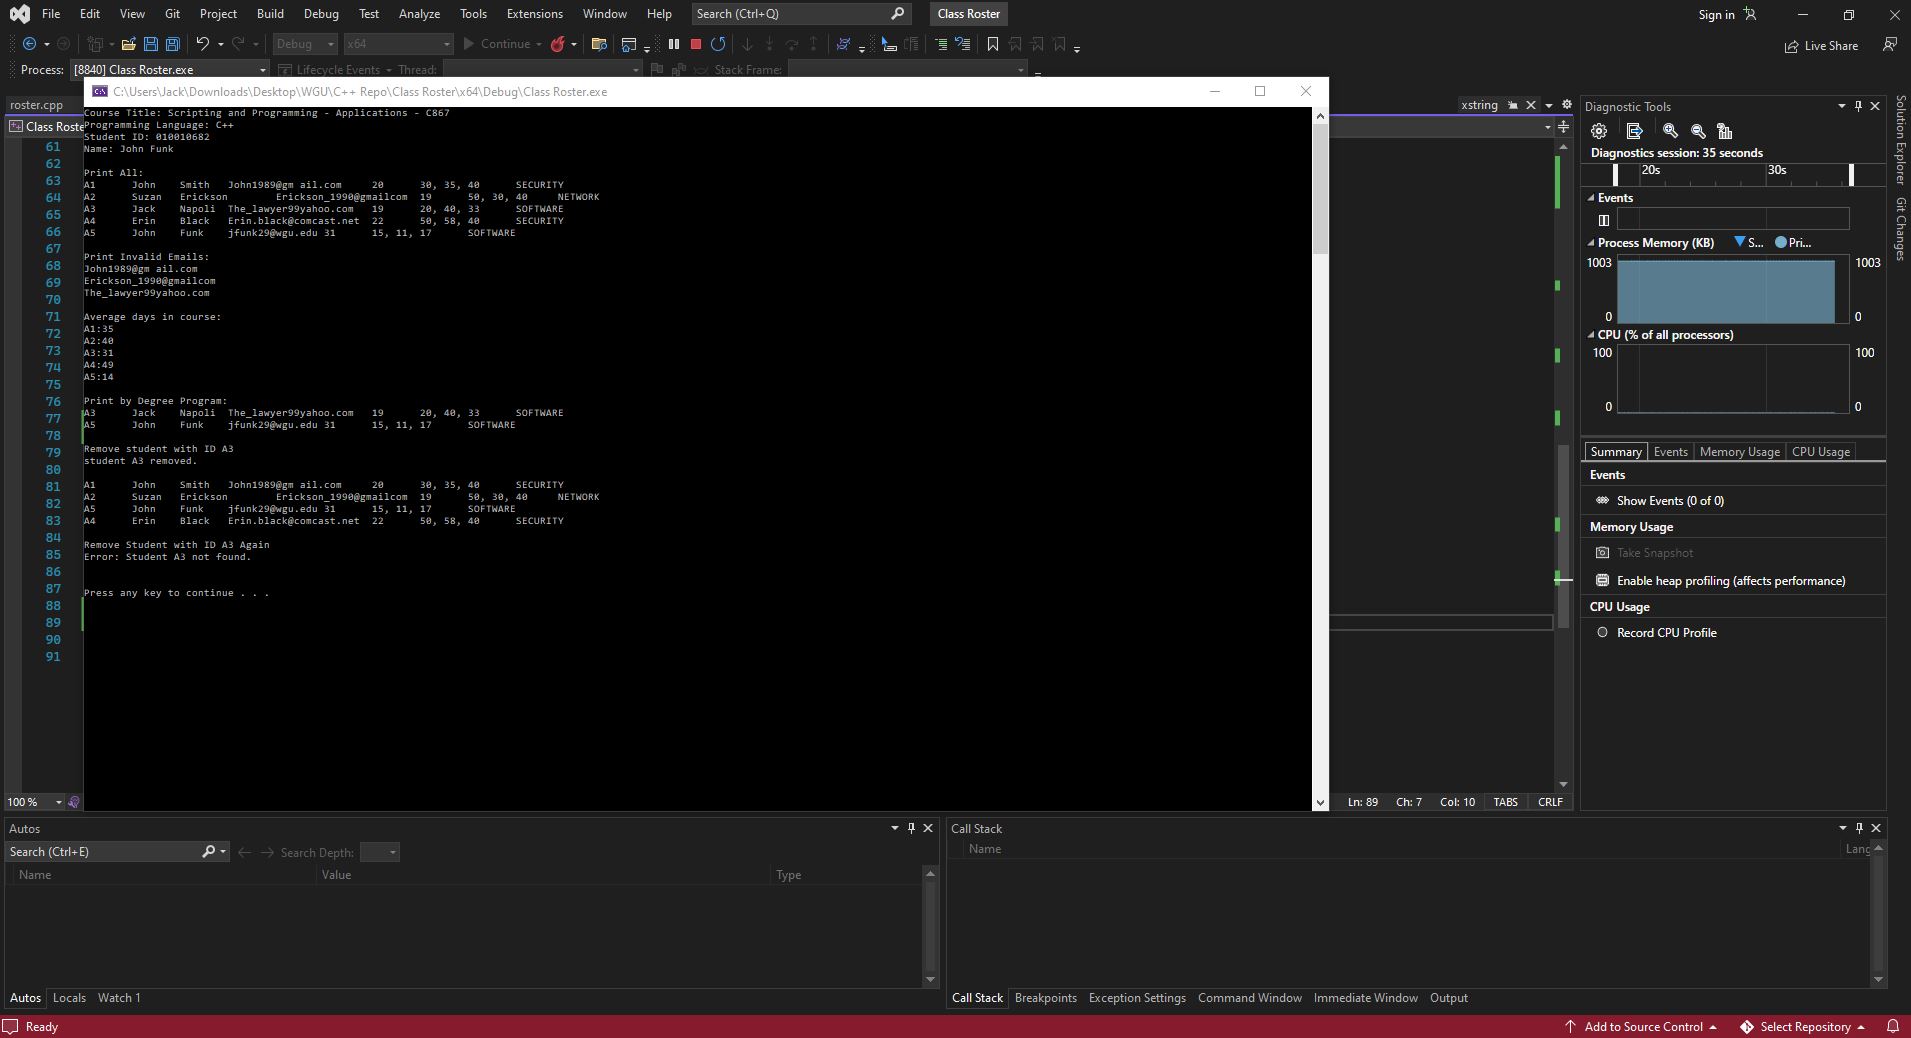 File Edit View Git Project Build Debug Test Analyze Tools Extensions Window Help Search (Ctrl+Q) Class Roster Sign in
Debug x64 Continue Live Share
Process: [8840] Class Roster.exe Lifecycle Events Thread: Stack Frame:
C:\Users\Jack\Downloads\Desktop\WGU\C++ Repo\Class Roster\x64\Debug\Class Roster.exe
roster.cpp
xstring
Class Roste
61
62
63
64
65
66
67
68
69
70
71
72
73
74
75
76
77
78
79
80
81
82
83
84
85
86
87
88
89
90
91
Course Title: Scripting and Programming - Applications - C867
Programming Language: C++
Student ID: 010010682
Name: John Funk
Print All:
A1 John Smith John1989@gm ail.com 20 30, 35, 40 SECURITY
A2 Suzan Erickson Erickson_1990@gmailcom 19 50, 30, 40 NETWORK
A3 Jack Napoli The_lawyer99yahoo.com 19 20, 40, 33 SOFTWARE
A4 Erin Black Erin.black@comcast.net 22 50, 58, 40 SECURITY
A5 John Funk jfunk29@wgu.edu 31 15, 11, 17 SOFTWARE
Print Invalid Emails:
John1989@gm ail.com
Erickson_1990@gmailcom
The_lawyer99yahoo.com
Average days in course:
A1:35
A2:40
A3:31
A4:49
A5:14
Print by Degree Program:
A3 Jack Napoli The_lawyer99yahoo.com 19 20, 40, 33 SOFTWARE
A5 John Funk jfunk29@wgu.edu 31 15, 11, 17 SOFTWARE
Remove student with ID A3
student A3 removed.
A1 John Smith John1989@gm ail.com 20 30, 35, 40 SECURITY
A2 Suzan Erickson Erickson_1990@gmailcom 19 50, 30, 40 NETWORK
A5 John Funk jfunk29@wgu.edu 31 15, 11, 17 SOFTWARE
A4 Erin Black Erin.black@comcast.net 22 50, 58, 40 SECURITY
Remove Student with ID A3 Again
Error: Student A3 not found.
Press any key to continue . . .
100 % Ln: 89 Ch: 7 Col: 10 TABS CRLF
Diagnostic Tools
Diagnostics session: 35 seconds
20s 30s
Events
Process Memory (KB) S... Pri...
1003 1003
0 0
CPU (% of all processors)
100 100
0 0
Summary Events Memory Usage CPU Usage
Events
Show Events (0 of 0)
Memory Usage
Take Snapshot
Enable heap profiling (affects performance)
CPU Usage
Record CPU Profile
Solution Explorer
Git Changes
Autos
Search (Ctrl+E) Search Depth:
Name Value Type
Autos Locals Watch 1
Call Stack
Name Lang
Call Stack Breakpoints Exception Settings Command Window Immediate Window Output
Ready Add to Source Control Select Repository